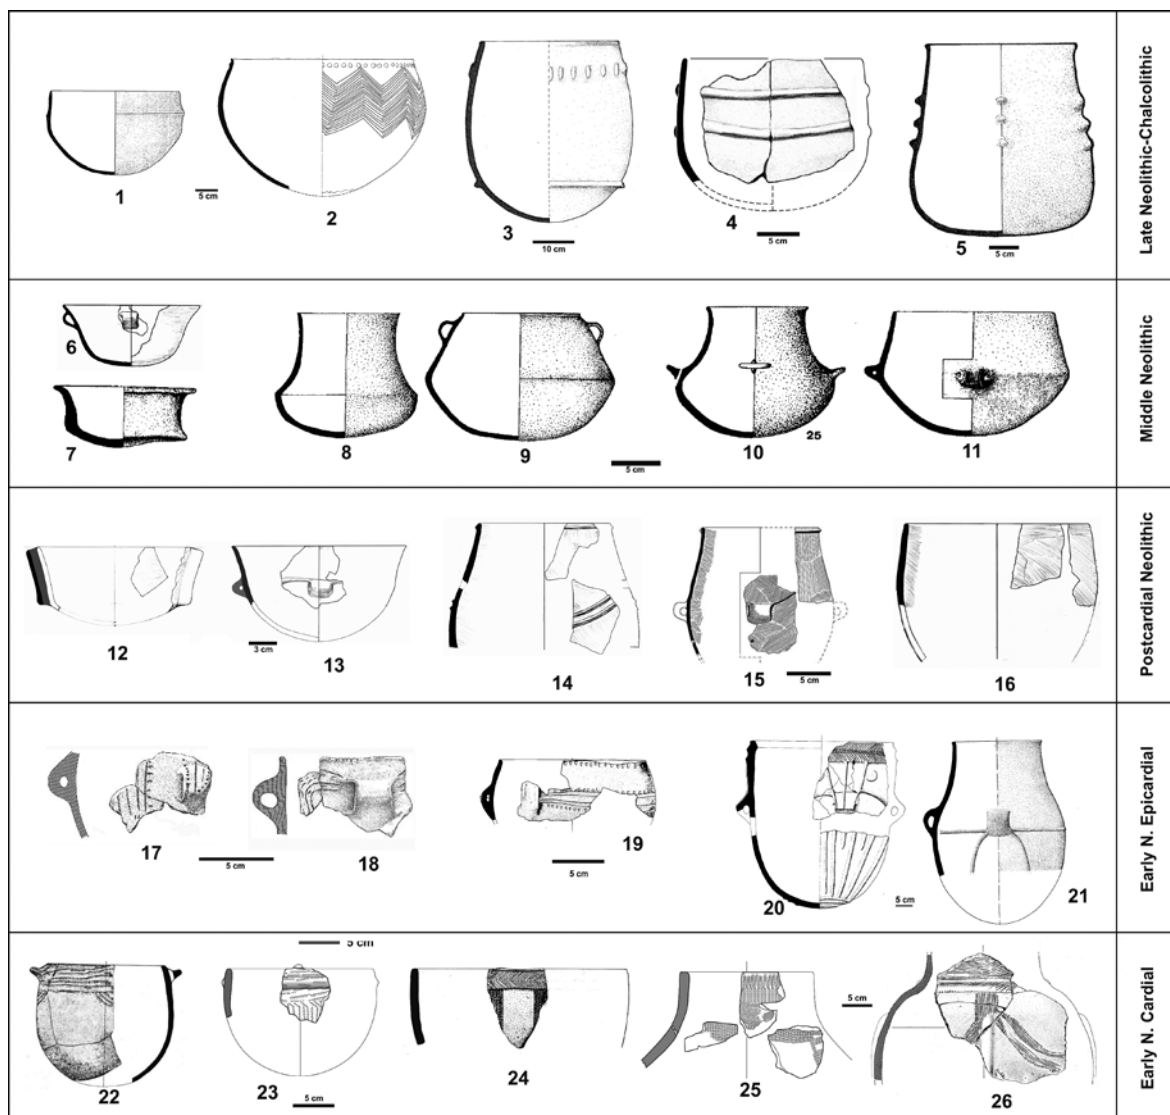 1
5 cm
2
3
10 cm
4
5 cm
5
5 cm
Late Neolithic-Chalcolithic
6
7
8
9
5 cm
10
25
11
Middle Neolithic
12
3 cm
13
14
15
5 cm
16
Postcardial Neolithic
17
5 cm
18
19
5 cm
20
5 cm
21
Early N. Epicardial
22
5 cm
23
5 cm
24
25
5 cm
26
Early N. Cardial